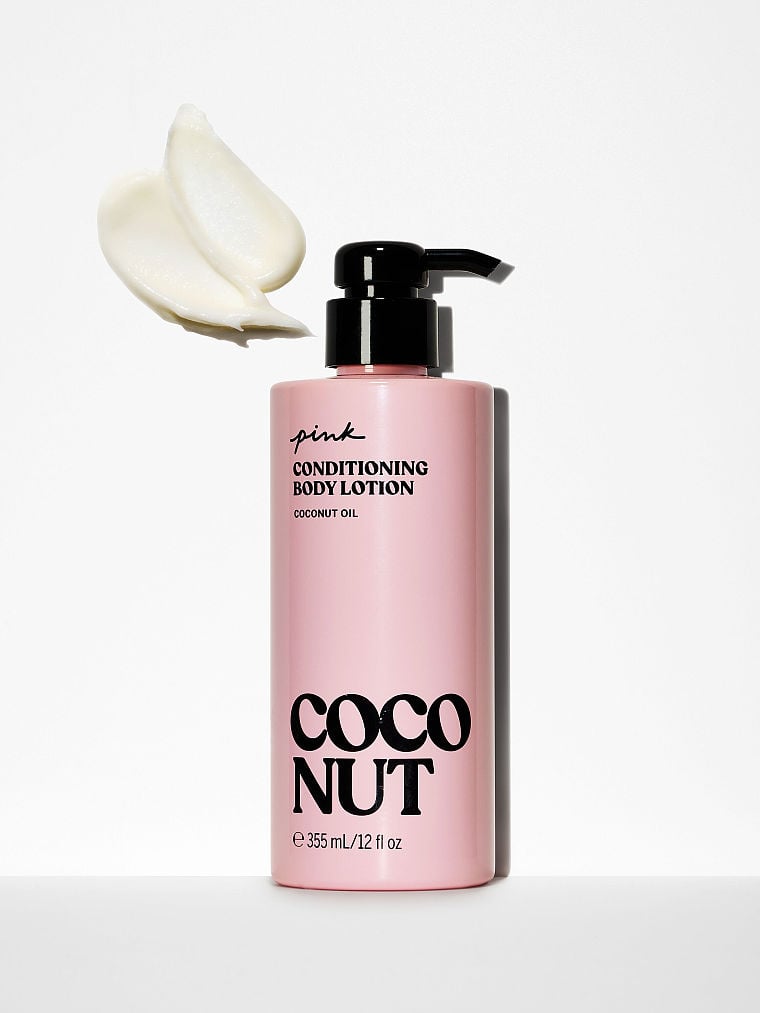 pink
CONDITIONING
BODY LOTION
COCONUT OIL
COCO
NUT
℮ 355 mL/12 fl oz